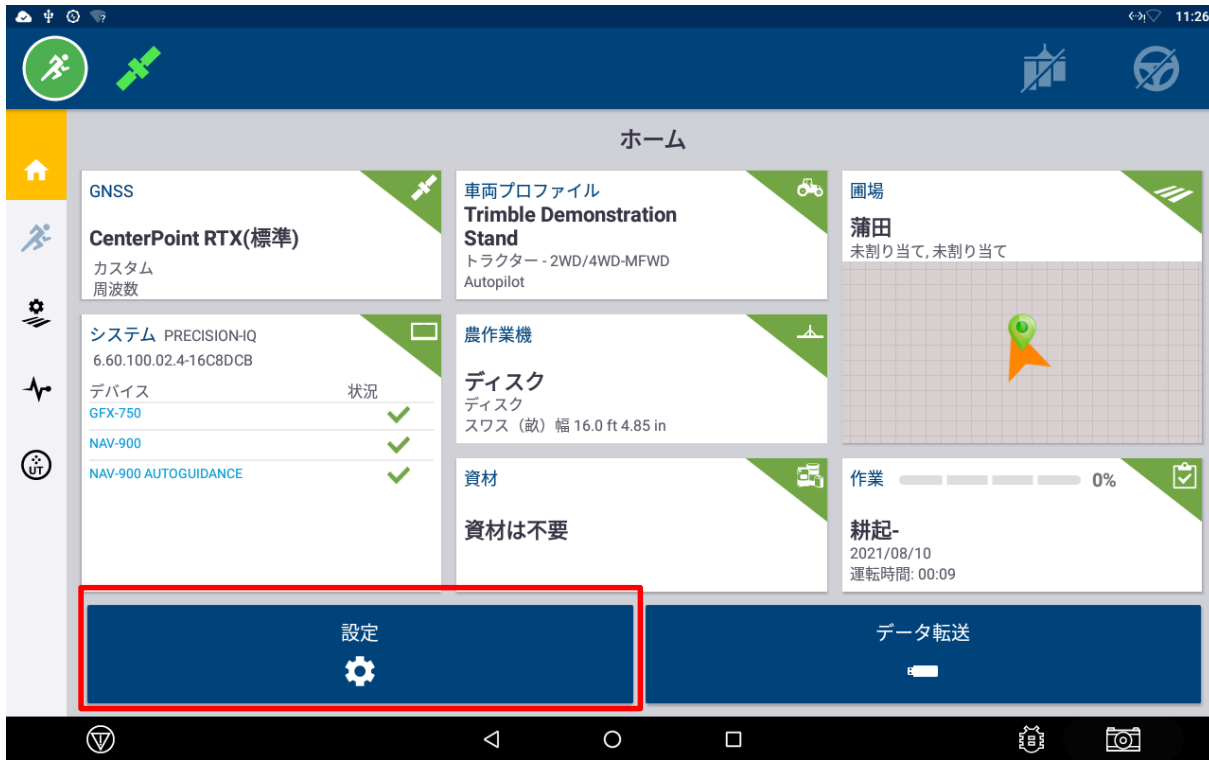 11:26
ホーム
GNSS
CenterPoint RTX(標準)
カスタム
周波数
車両プロファイル
Trimble Demonstration
Stand
トラクター - 2WD/4WD-MFWD
Autopilot
圃場
蒲田
未割り当て, 未割り当て
システム PRECISION-IQ
6.60.100.02.4-16C8DCB
デバイス 状況
GFX-750
NAV-900
NAV-900 AUTOGUIDANCE
農作業機
ディスク
ディスク
スワス（畝）幅 16.0 ft 4.85 in
資材
資材は不要
作業 0%
耕起-
2021/08/10
運転時間: 00:09
UT
設定
データ転送